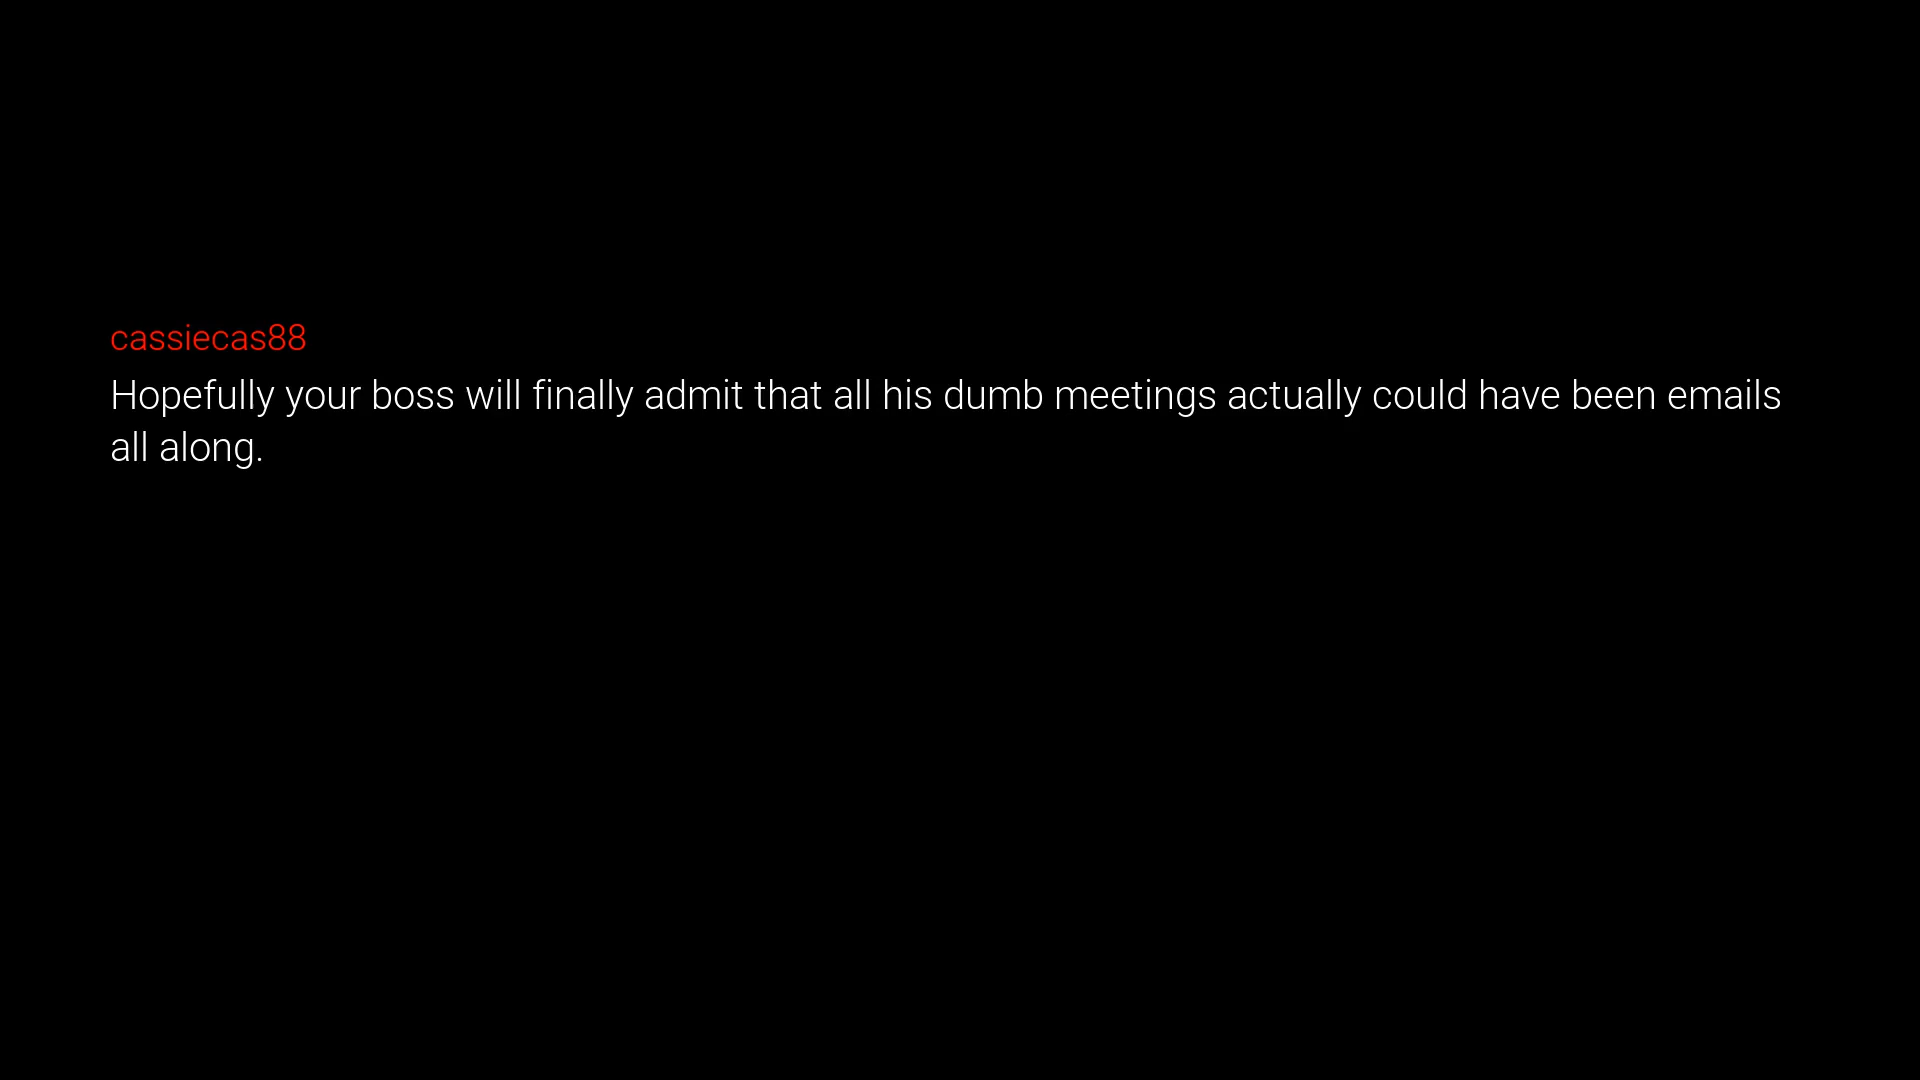 cassiecas88
Hopefully your boss will finally admit that all his dumb meetings actually could have been emails
all along.